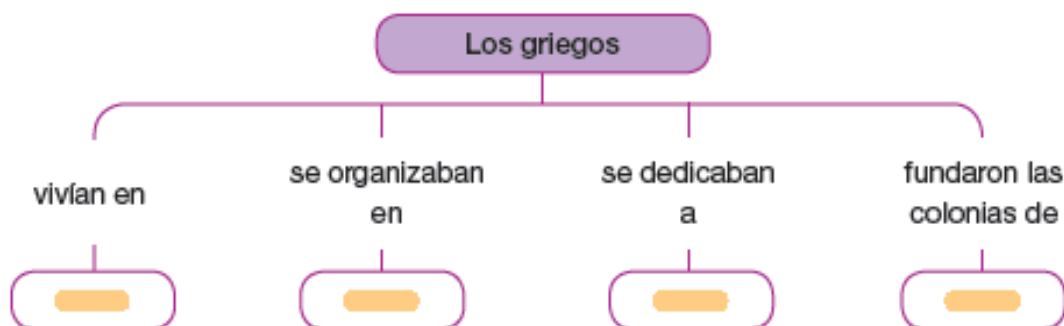 Los griegos
vivían en
se organizaban
en
se dedicaban
a
fundaron las
colonias de